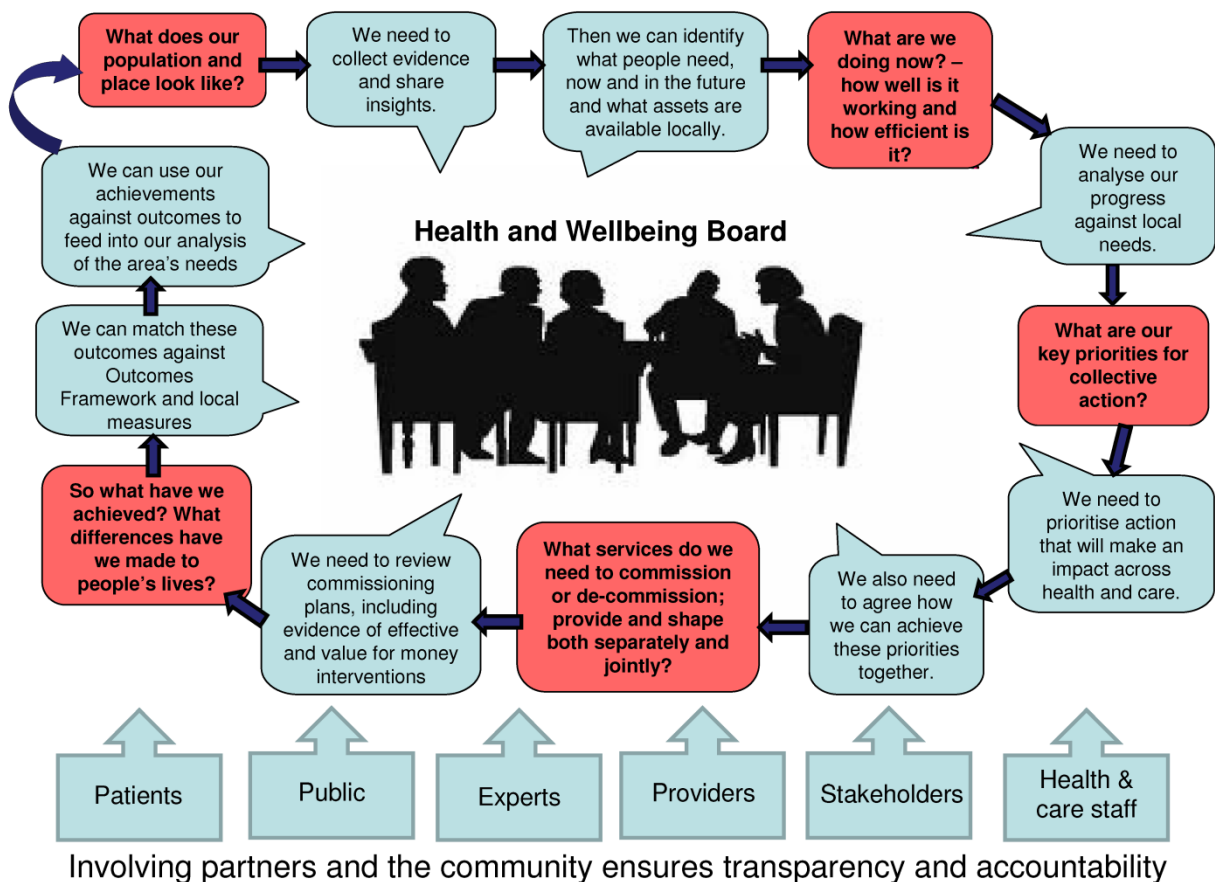 What does our
population and
place look like?
We need to
collect evidence
and share
insights.
Then we can identify
what people need,
now and in the future
and what assets are
available locally.
What are we
doing now? –
how well is it
working and
how efficient is
it?
We need to
analyse our
progress
against local
needs.
What are our
key priorities for
collective
action?
We need to
prioritise action
that will make an
impact across
health and care.
We also need
to agree how
we can achieve
these priorities
together.
What services do we
need to commission
or de-commission;
provide and shape
both separately and
jointly?
We need to review
commissioning
plans, including
evidence of effective
and value for money
interventions
So what have we
achieved? What
differences have
we made to
people’s lives?
We can match these
outcomes against
Outcomes
Framework and local
measures
We can use our
achievements
against outcomes to
feed into our analysis
of the area’s needs
Health and Wellbeing Board
Patients
Public
Experts
Providers
Stakeholders
Health &
care staff
Involving partners and the community ensures transparency and accountability